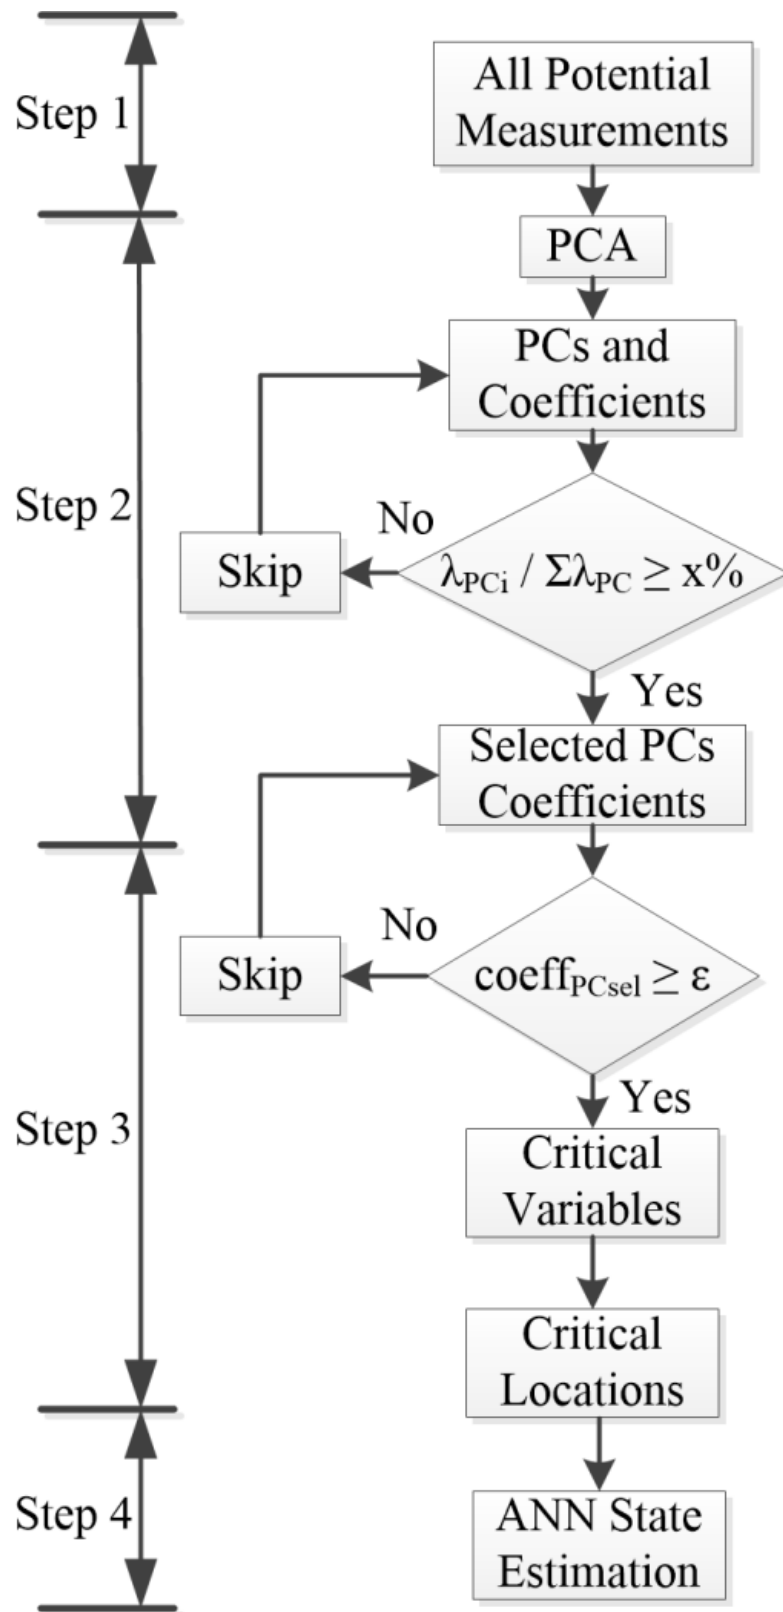 Step 1
All Potential
Measurements
PCA
PCs and
Coefficients
Step 2
No
Skip
λPCi / ΣλPC ≥ x%
Yes
Selected PCs
Coefficients
No
Skip
coeffPCsel ≥ ε
Yes
Step 3
Critical
Variables
Critical
Locations
Step 4
ANN State
Estimation